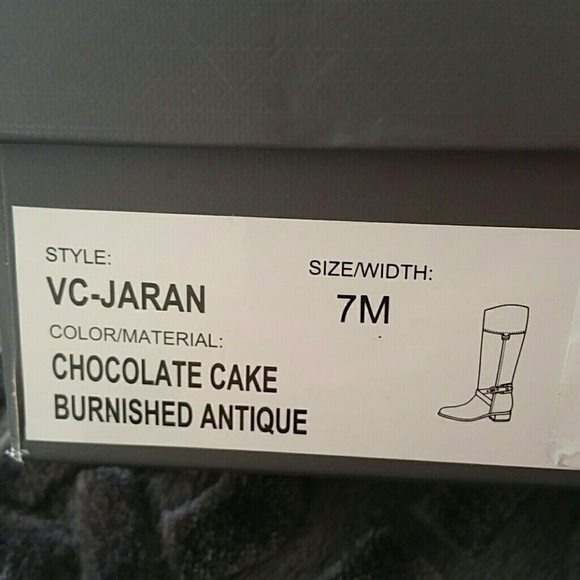 STYLE:
VC-JARAN
SIZE/WIDTH:
7M
COLOR/MATERIAL:
CHOCOLATE CAKE
BURNISHED ANTIQUE